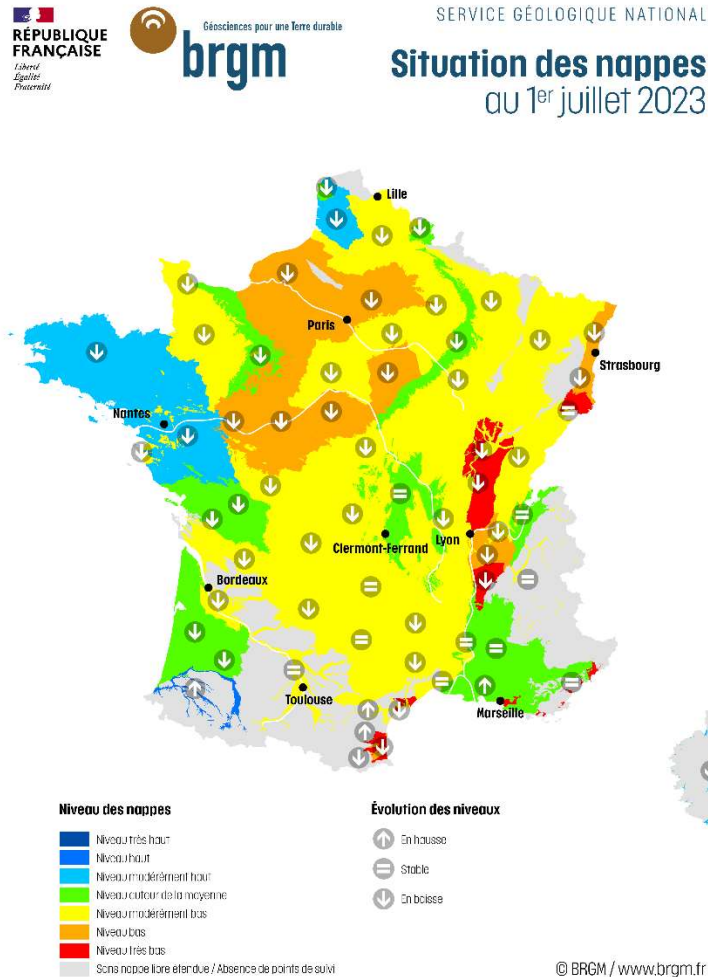 RÉPUBLIQUE
FRANÇAISE
Liberté
Égalité
Fraternité
Géosciences pour une Terre durable
brgm
SERVICE GÉOLOGIQUE NATIONAL
Situation des nappes
au 1er juillet 2023
Lille
Paris
Strasbourg
Nantes
Clermont-Ferrand
Lyon
Bordeaux
Toulouse
Marseille
Niveau des nappes
Niveau très haut
Niveau haut
Niveau modérément haut
Niveau autour de la moyenne
Niveau modérément bas
Niveau bas
Niveau très bas
Sans nappe libre étendue / Absence de points de suivi
Évolution des niveaux
En hausse
Stable
En baisse
© BRGM / www.brgm.fr